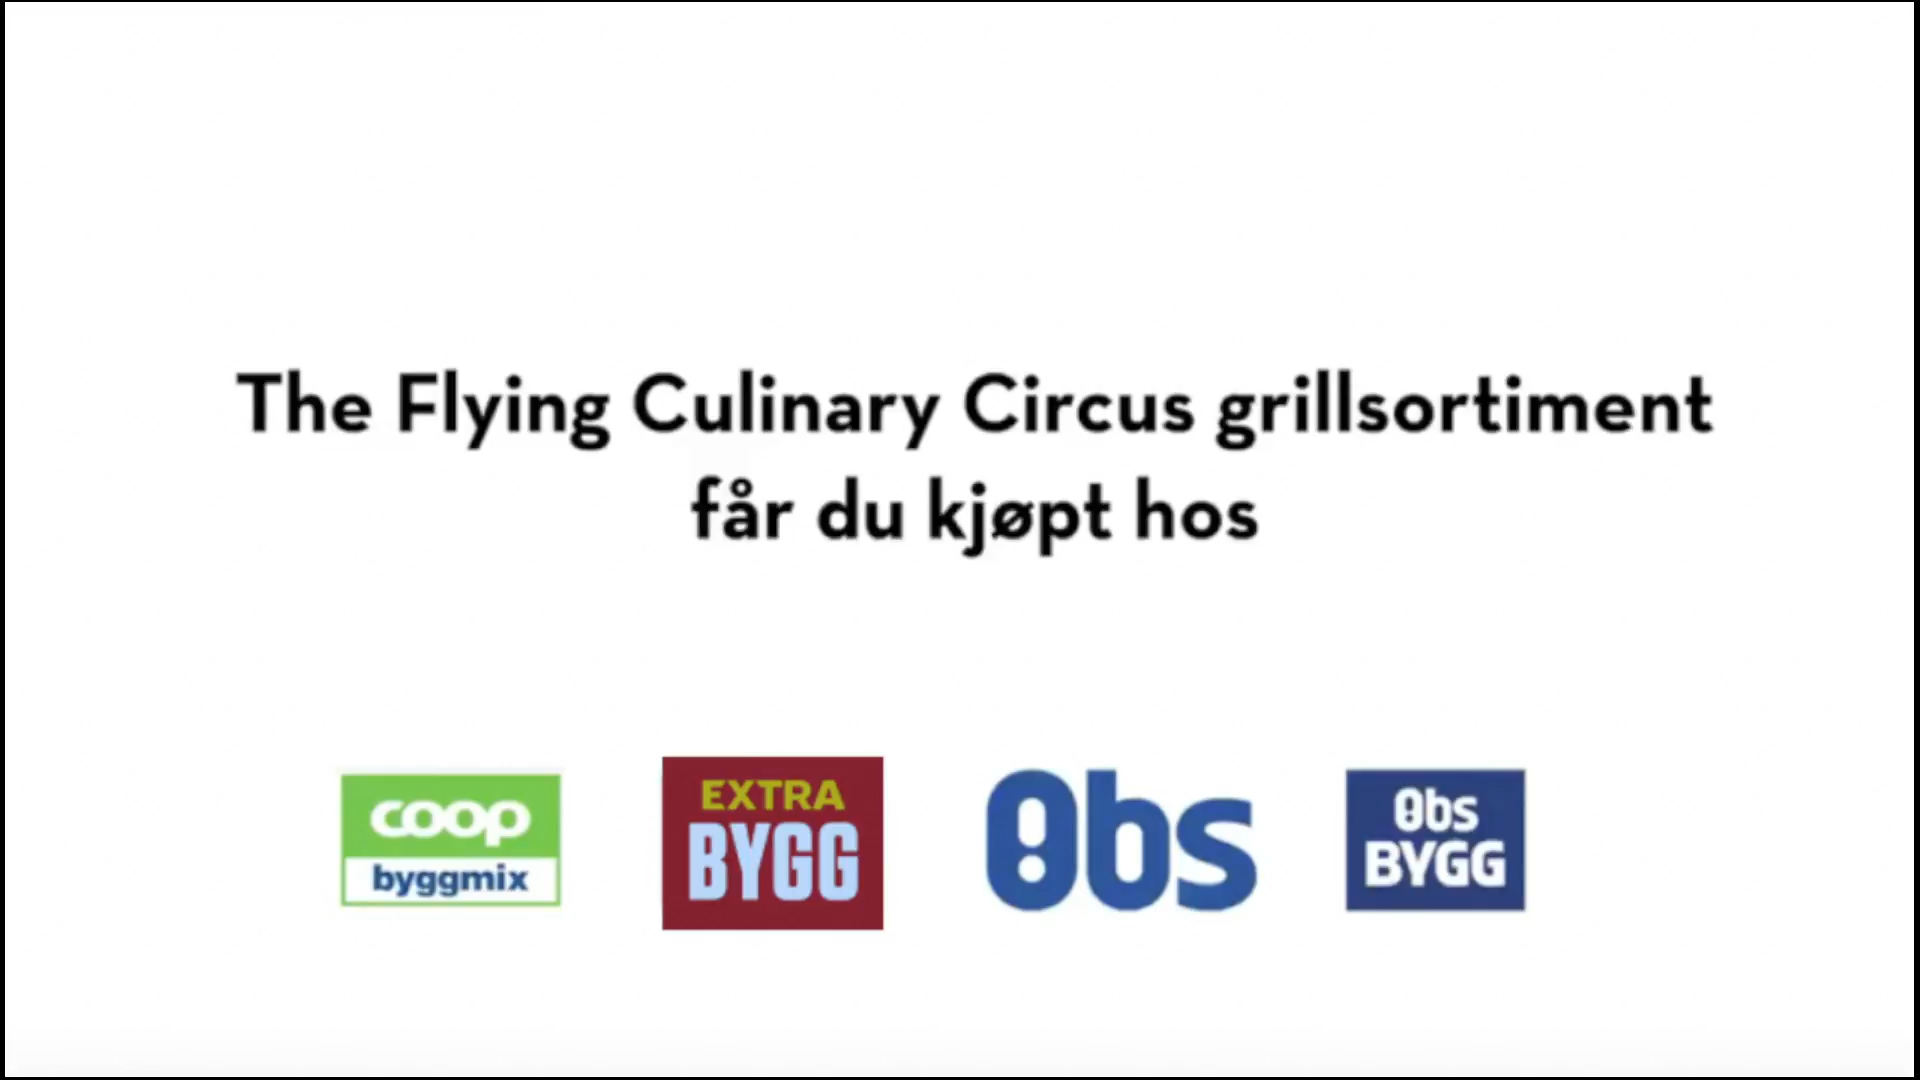 The Flying Culinary Circus grillsortiment
får du kjøpt hos
coop
byggmix
EXTRA
BYGG
Obs
Obs
BYGG